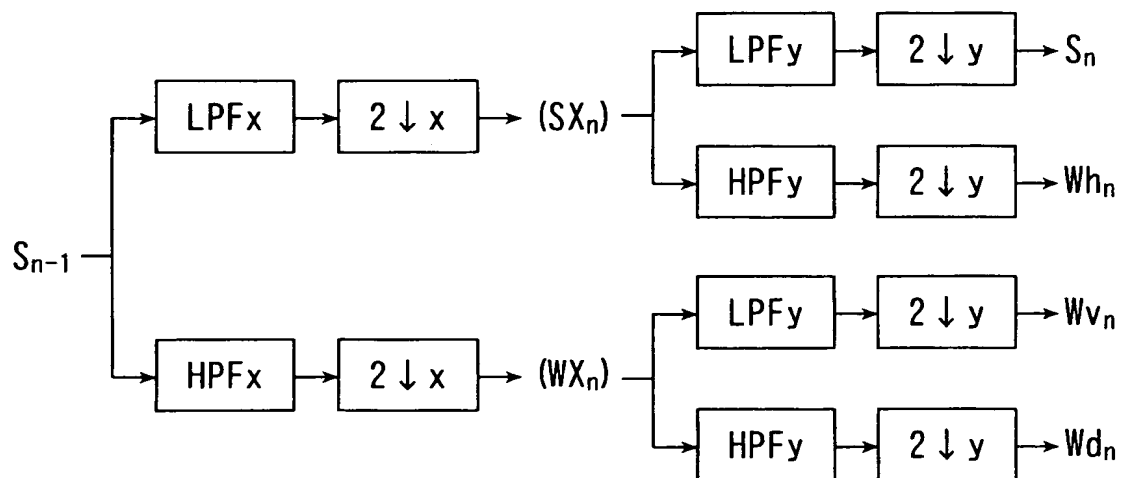 LPFy 2↓y Sₙ
LPFx 2↓x (SXₙ)
HPFy 2↓y Whₙ
Sₙ₋₁
LPFy 2↓y Wvₙ
HPFx 2↓x (WXₙ)
HPFy 2↓y Wdₙ